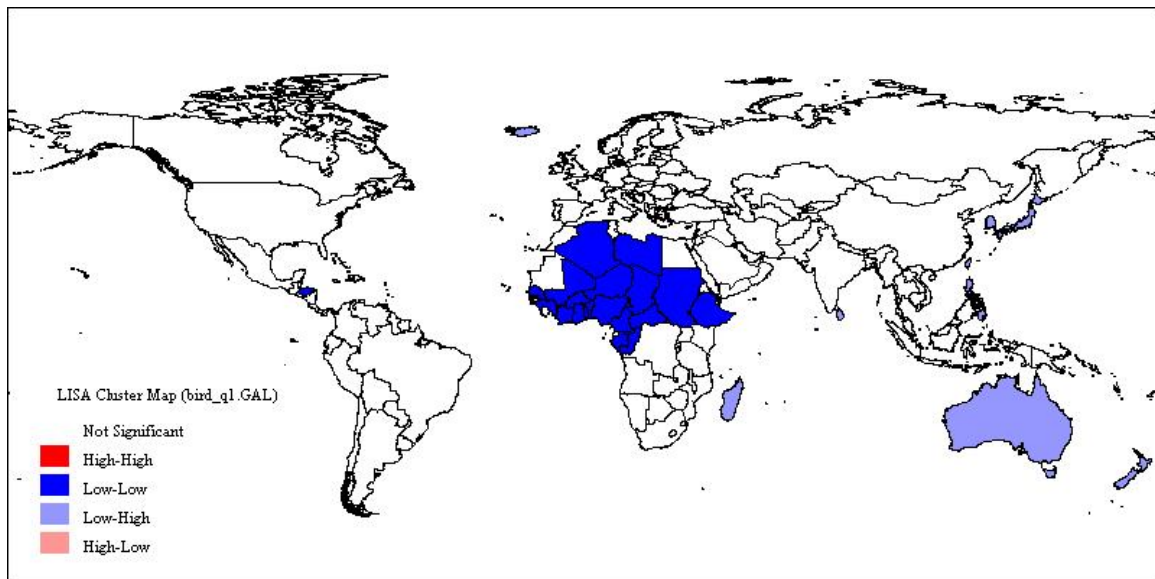 LISA Cluster Map (bird_q1.GAL)
Not Significant
High-High
Low-Low
Low-High
High-Low